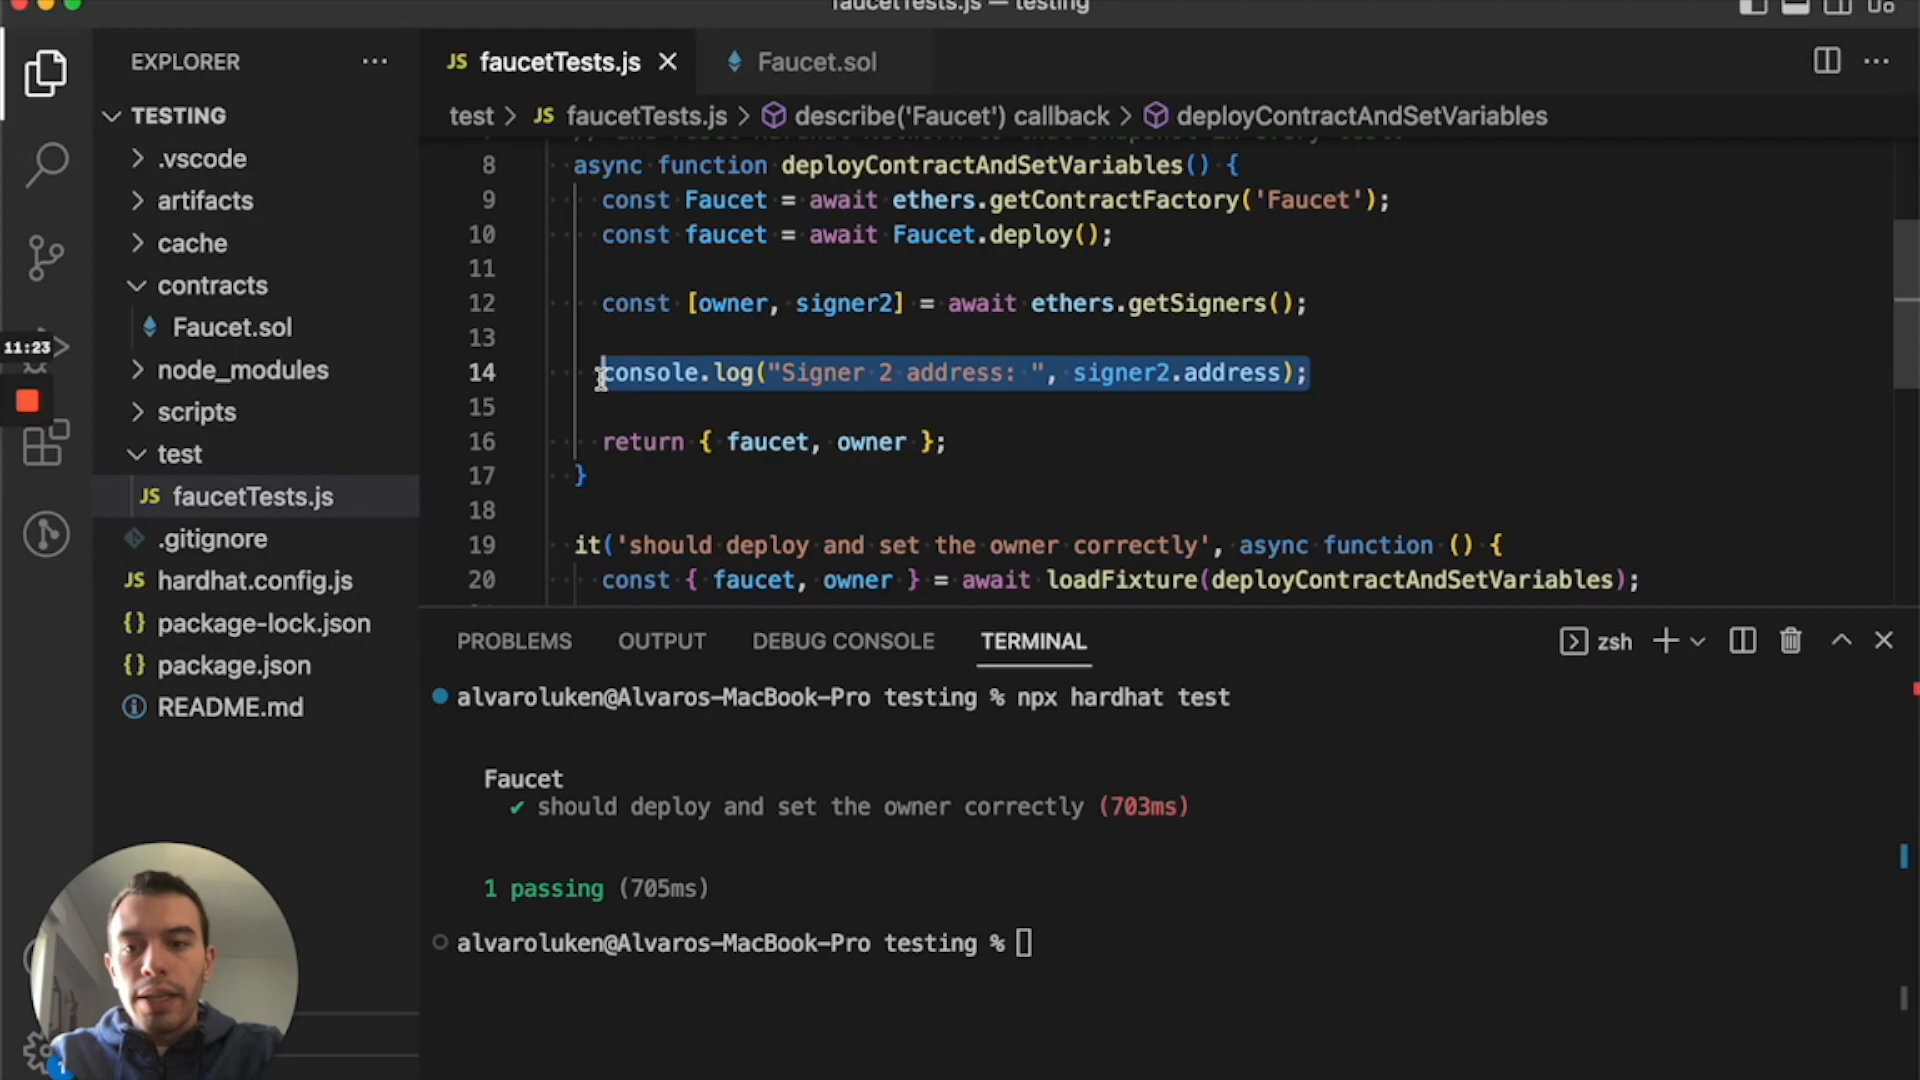 faucetTests.js — testing
EXPLORER
faucetTests.js
Faucet.sol
TESTING
.vscode
artifacts
cache
contracts
Faucet.sol
node_modules
scripts
test
faucetTests.js
.gitignore
hardhat.config.js
package-lock.json
package.json
README.md
11:23
test > JS faucetTests.js > describe('Faucet') callback > deployContractAndSetVariables
8 async function deployContractAndSetVariables() {
9 const Faucet = await ethers.getContractFactory('Faucet');
10 const faucet = await Faucet.deploy();
11
12 const [owner, signer2] = await ethers.getSigners();
13
14 console.log("Signer 2 address: ", signer2.address);
15
16 return { faucet, owner };
17 }
18
19 it('should deploy and set the owner correctly', async function () {
20 const { faucet, owner } = await loadFixture(deployContractAndSetVariables);
PROBLEMS OUTPUT DEBUG CONSOLE TERMINAL zsh
alvaroluken@Alvaros-MacBook-Pro testing % npx hardhat test
Faucet
✔ should deploy and set the owner correctly (703ms)
1 passing (705ms)
alvaroluken@Alvaros-MacBook-Pro testing %